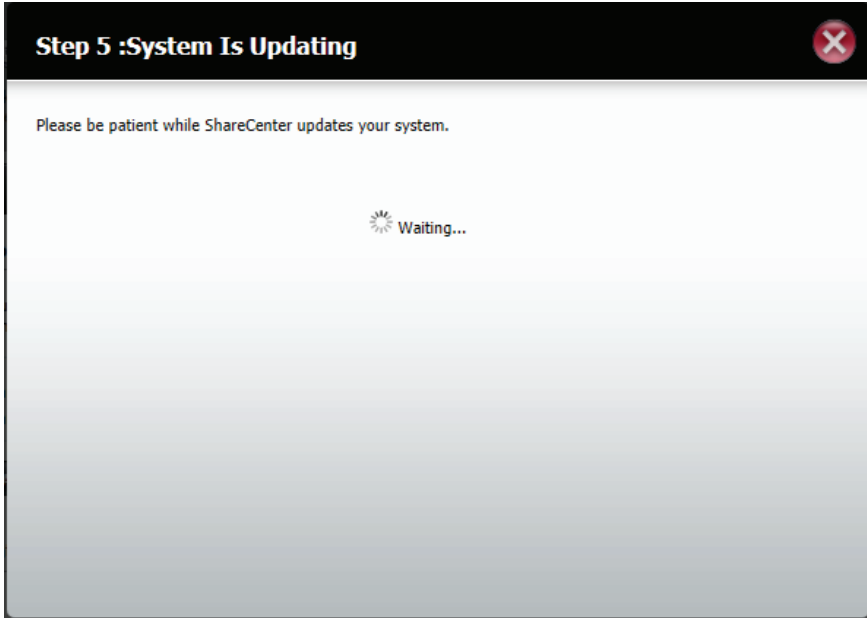 Step 5 :System Is Updating
Please be patient while ShareCenter updates your system.
Waiting...